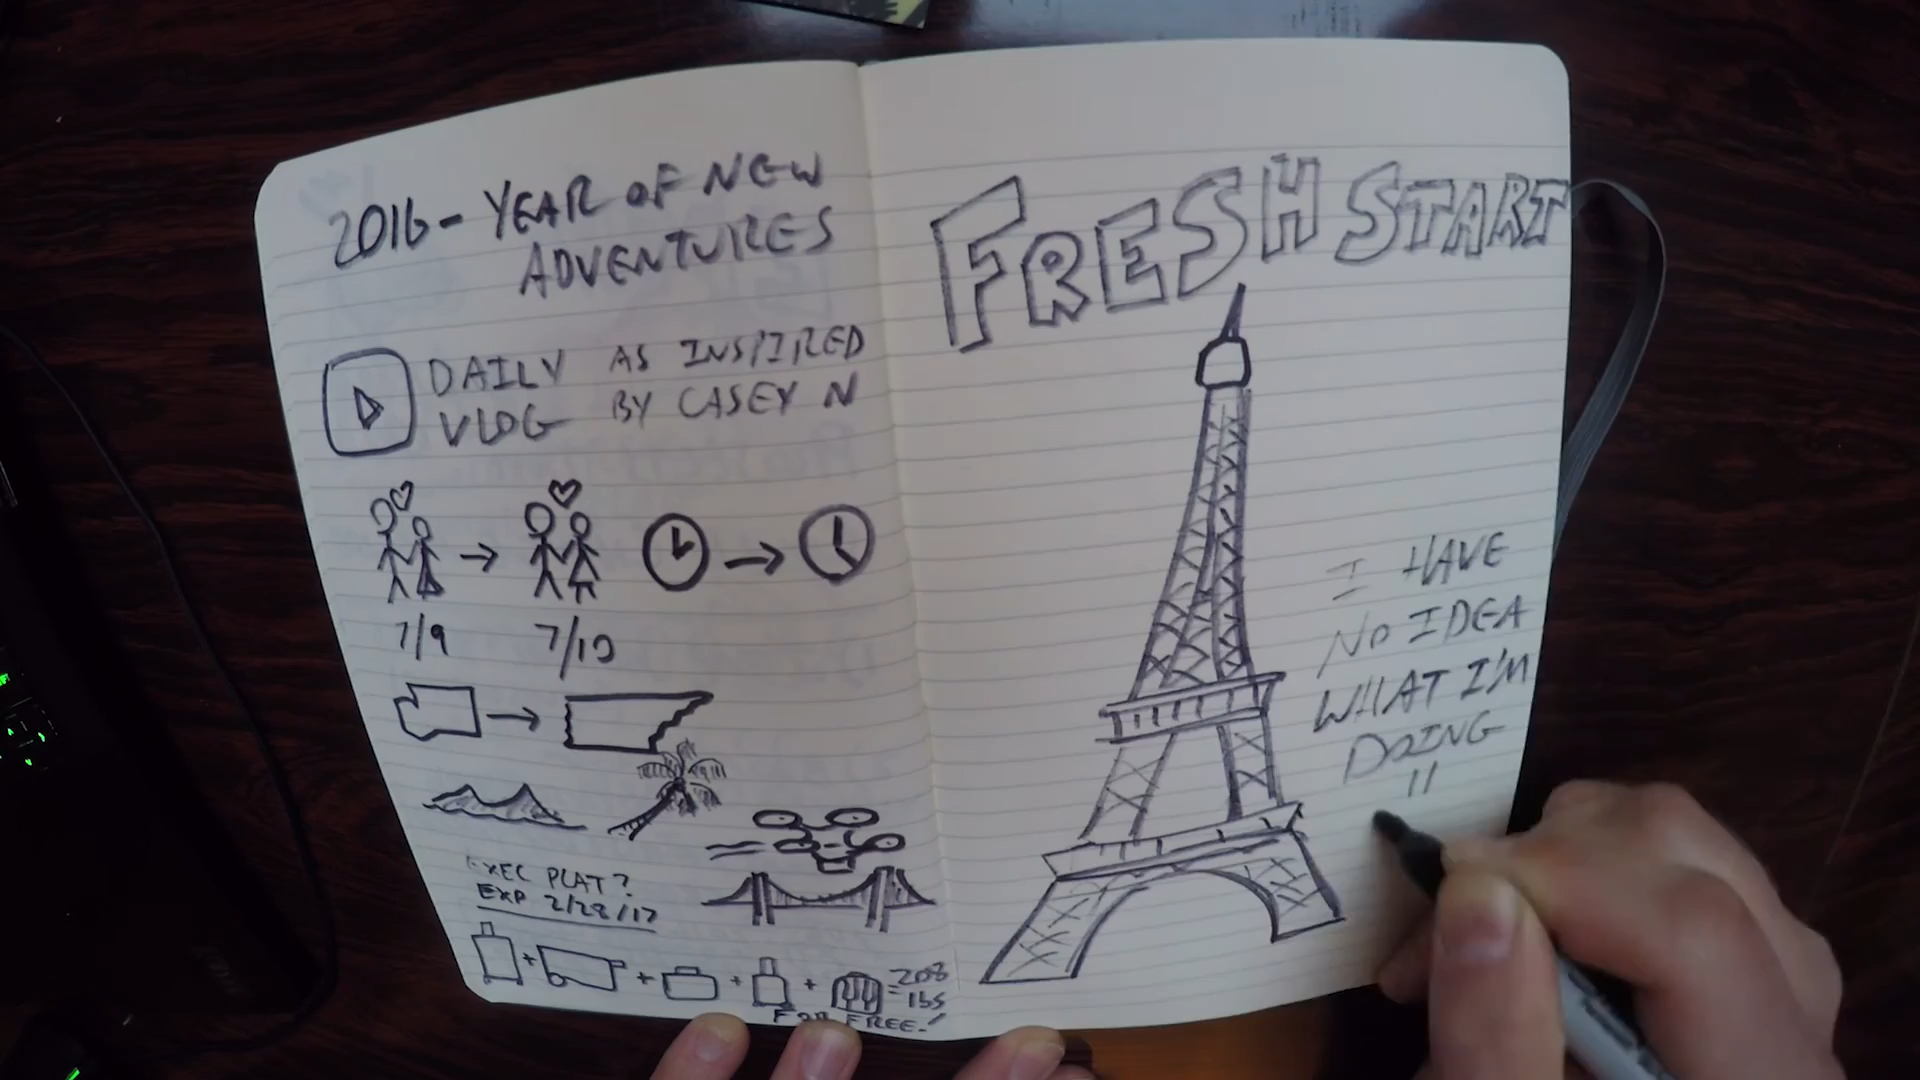 2016 - YEAR OF NEW
ADVENTURES
DAILY AS INSPIRED
VLOG BY CASEY N
7/9
7/10
EXEC PLAT?
EXP 2/28/17
+ + + + = 208
lbs
FOR FREE!
FRESH START
I HAVE
NO IDEA
WHAT I'M
DOING
!!